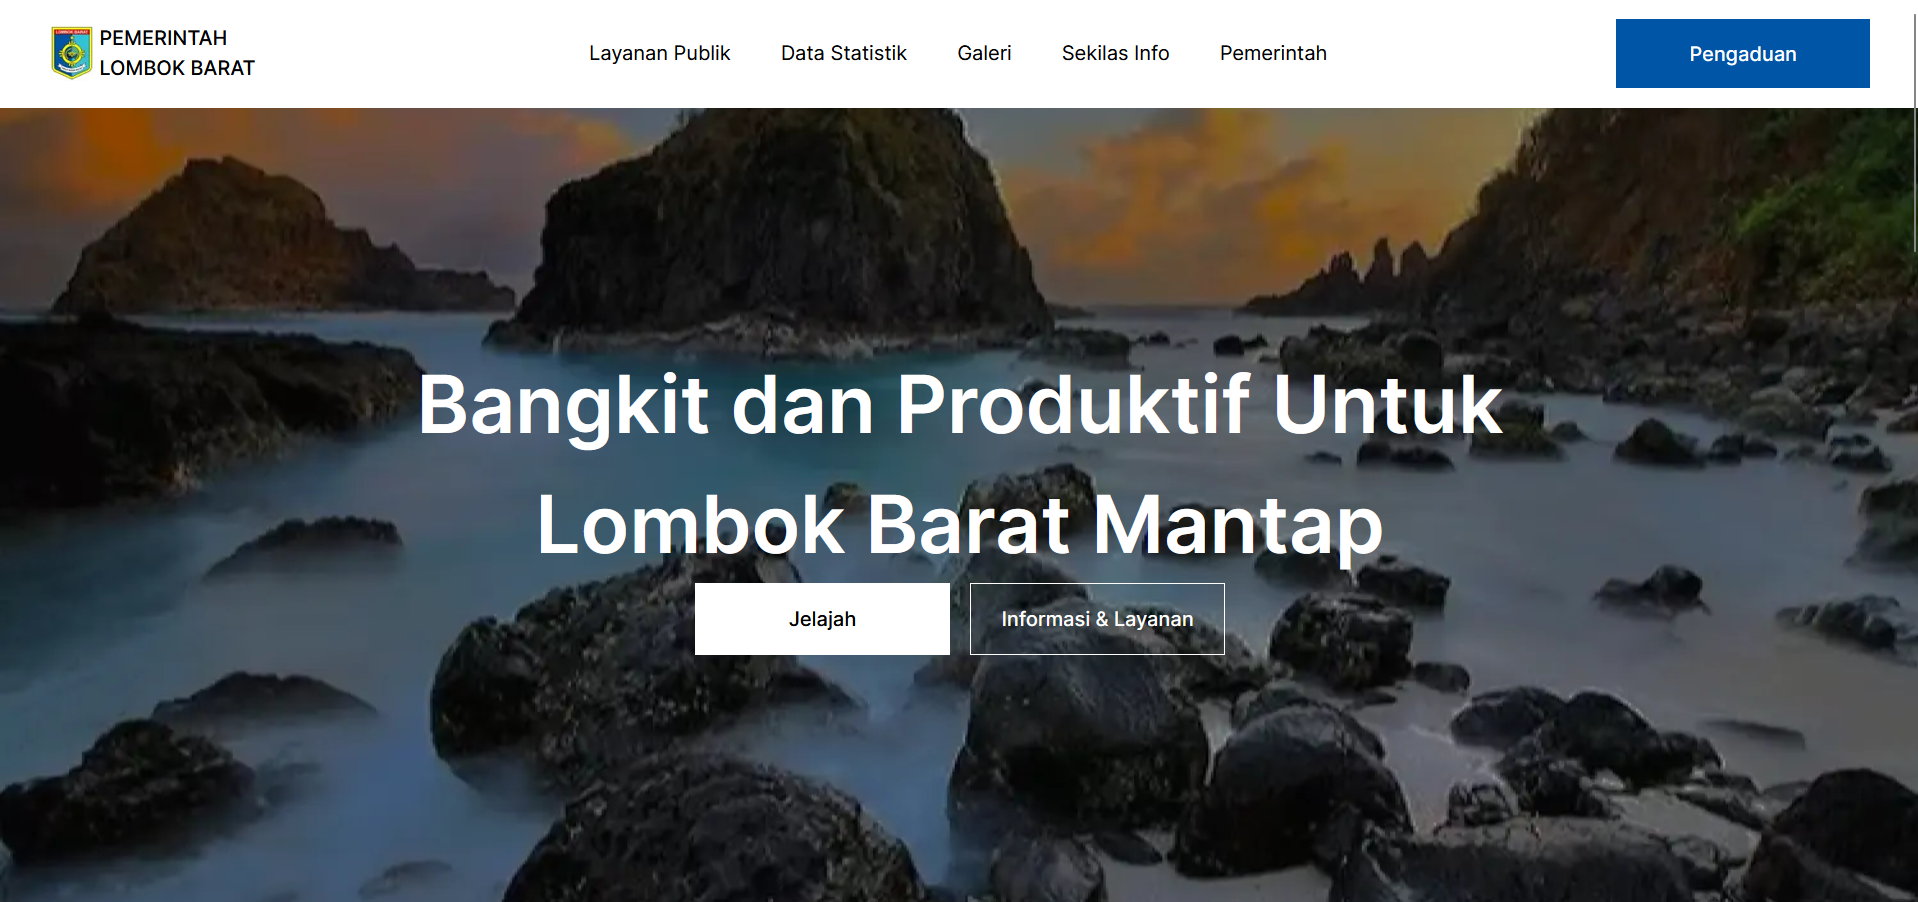 PEMERINTAH
LOMBOK BARAT
Layanan Publik
Data Statistik
Galeri
Sekilas Info
Pemerintah
Pengaduan
Bangkit dan Produktif Untuk
Lombok Barat Mantap
Jelajah
Informasi & Layanan